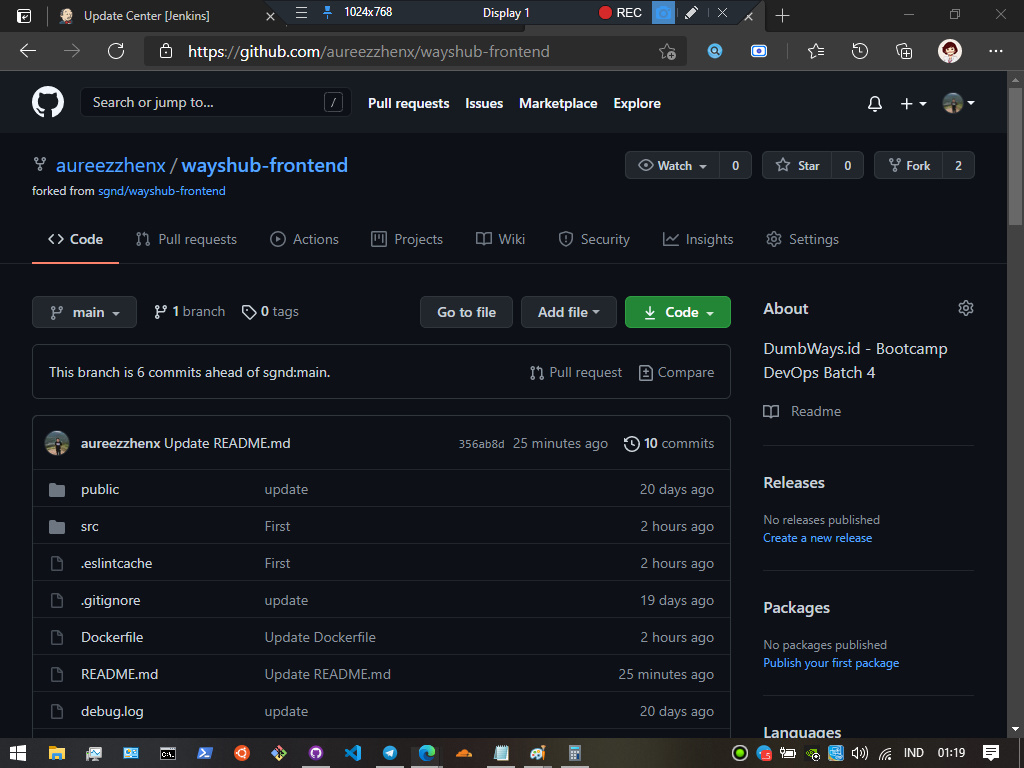 Update Center [Jenkins]
1024x768
Display 1
REC
https://github.com/aureezzhenx/wayshub-frontend
Search or jump to...
/
Pull requests
Issues
Marketplace
Explore
aureezzhenx / wayshub-frontend
Watch
0
Star
0
Fork
2
forked from sgnd/wayshub-frontend
Code
Pull requests
Actions
Projects
Wiki
Security
Insights
Settings
main
1 branch
0 tags
Go to file
Add file
Code
About
DumbWays.id - Bootcamp
DevOps Batch 4
Readme
This branch is 6 commits ahead of sgnd:main.
Pull request
Compare
aureezzhenx Update README.md
356ab8d
25 minutes ago
10 commits
public
update
20 days ago
src
First
2 hours ago
.eslintcache
First
2 hours ago
.gitignore
update
19 days ago
Dockerfile
Update Dockerfile
2 hours ago
README.md
Update README.md
25 minutes ago
debug.log
update
20 days ago
Releases
No releases published
Create a new release
Packages
No packages published
Publish your first package
Languages
IND
01:19